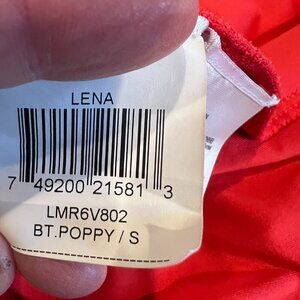 LENA
7 49200 21581 3
LMR6V802
BT.POPPY / S